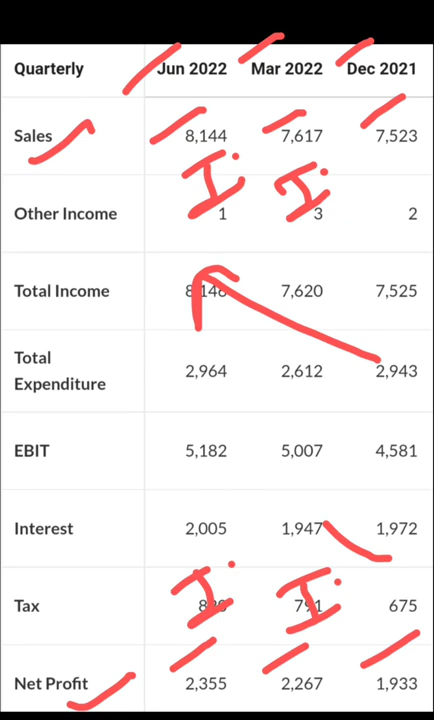 Quarterly Jun 2022 Mar 2022 Dec 2021
Sales 8,144 7,617 7,523
Other Income 1 3 2
Total Income 7,620 7,525
Total
Expenditure 2,964 2,612 2,943
EBIT 5,182 5,007 4,581
Interest 2,005 1,947 1,972
Tax 791 675
Net Profit 2,355 2,267 1,933